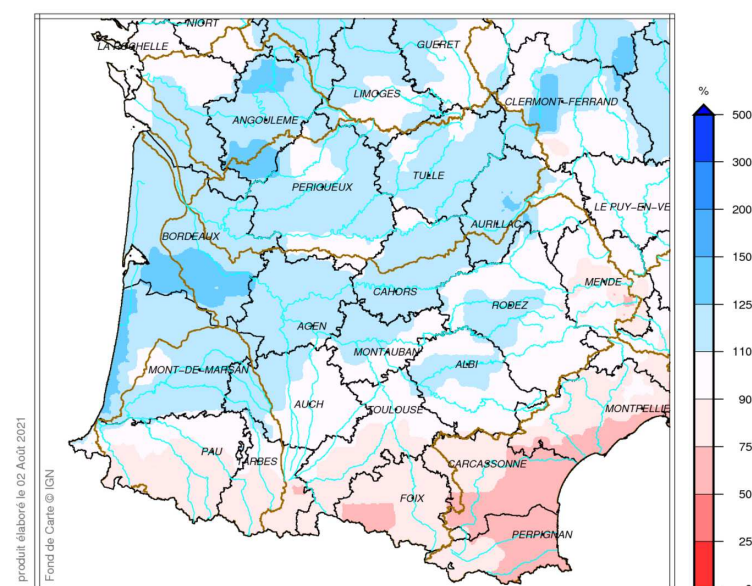 NIORT
LA ROCHELLE
GUERET
LIMOGES
CLERMONT-FERRAND
ANGOULEME
PERIGUEUX
TULLE
LE PUY-EN-VE
AURILLAC
BORDEAUX
MENDE
CAHORS
RODEZ
AGEN
MONTAUBAN
ALBI
MONT-DE-MARSAN
AUCH
TOULOUSE
MONTPELLIE
PAU
TARBES
CARCASSONNE
FOIX
PERPIGNAN
%
500
300
200
150
125
110
90
75
50
25
produit élaboré le 02 Août 2021
Fond de Carte © IGN